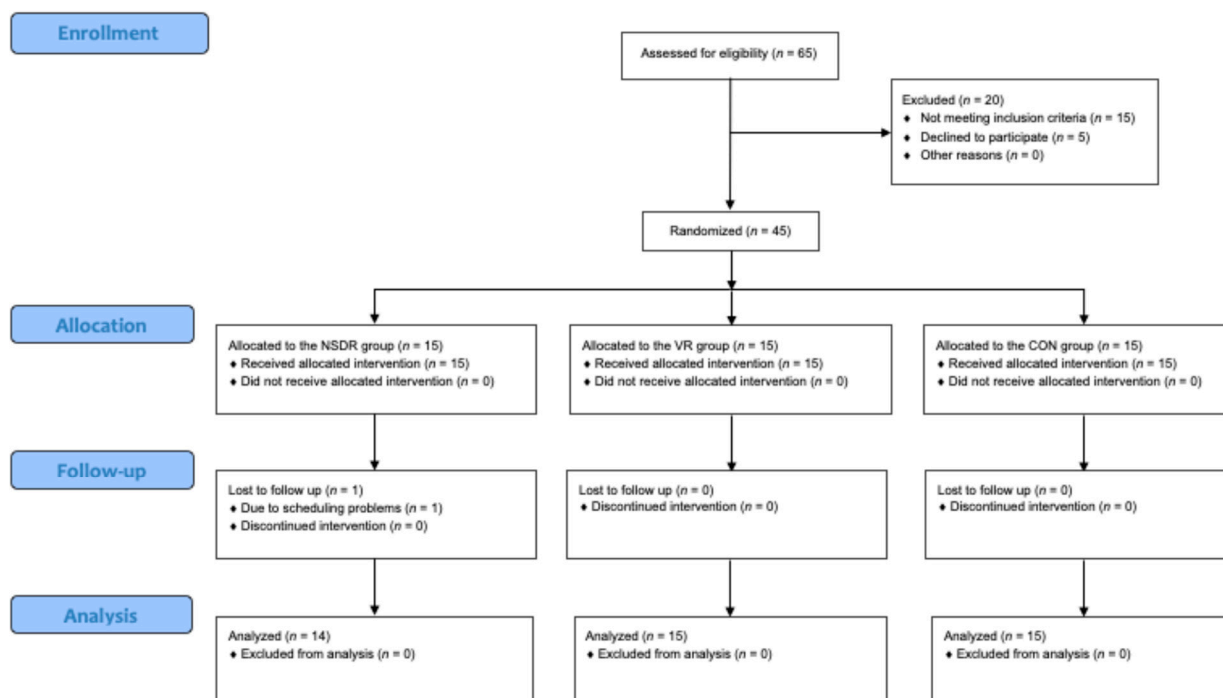 Enrollment
Assessed for eligibility (n = 65)
Excluded (n = 20)
♦ Not meeting inclusion criteria (n = 15)
♦ Declined to participate (n = 5)
♦ Other reasons (n = 0)
Randomized (n = 45)
Allocation
Allocated to the NSDR group (n = 15)
♦ Received allocated intervention (n = 15)
♦ Did not receive allocated intervention (n = 0)
Allocated to the VR group (n = 15)
♦ Received allocated intervention (n = 15)
♦ Did not receive allocated intervention (n = 0)
Allocated to the CON group (n = 15)
♦ Received allocated intervention (n = 15)
♦ Did not receive allocated intervention (n = 0)
Follow-up
Lost to follow up (n = 1)
♦ Due to scheduling problems (n = 1)
♦ Discontinued intervention (n = 0)
Lost to follow up (n = 0)
♦ Discontinued intervention (n = 0)
Lost to follow up (n = 0)
♦ Discontinued intervention (n = 0)
Analysis
Analyzed (n = 14)
♦ Excluded from analysis (n = 0)
Analyzed (n = 15)
♦ Excluded from analysis (n = 0)
Analyzed (n = 15)
♦ Excluded from analysis (n = 0)